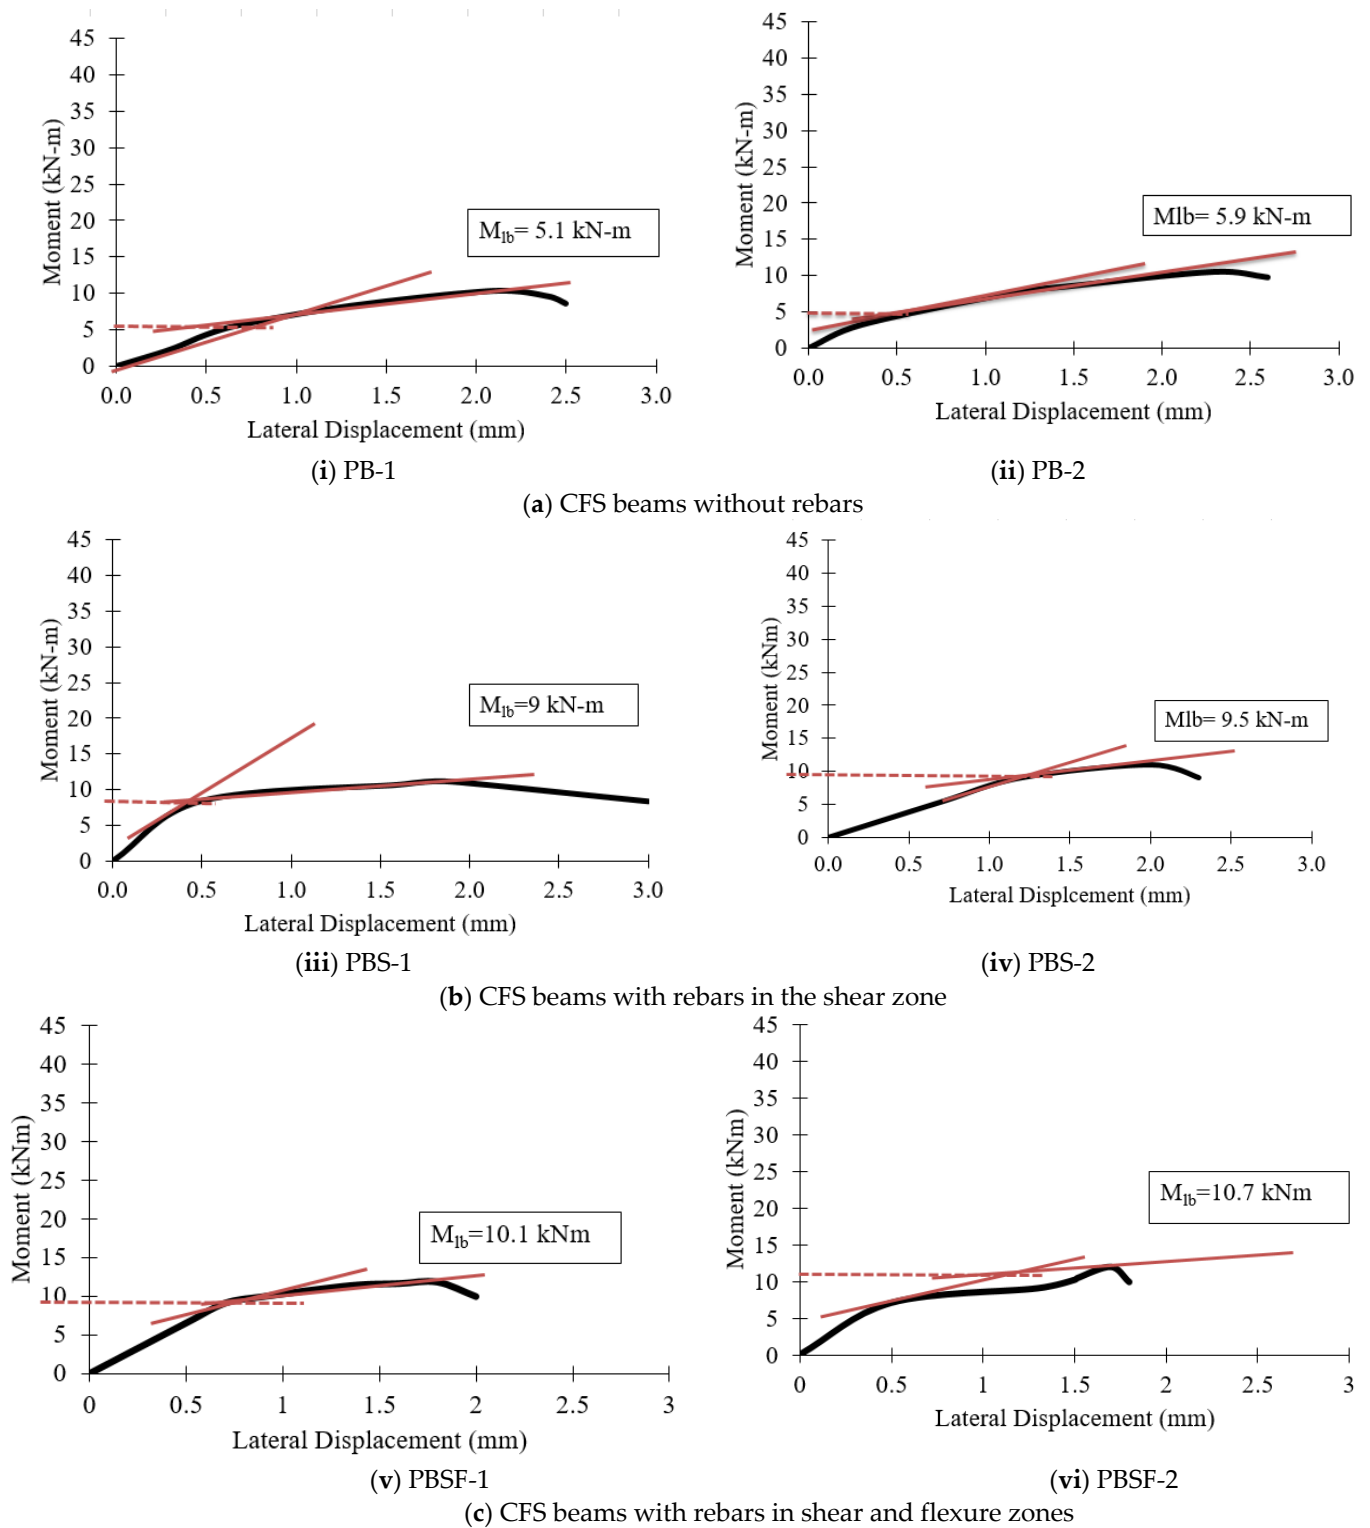 45
40
35
30
25
20
15
10
5
0
Moment (kN-m)
M_lb= 5.1 kN-m
0.0 0.5 1.0 1.5 2.0 2.5 3.0
Lateral Displacement (mm)
(i) PB-1
45
40
35
30
25
20
15
10
5
0
Moment (kN-m)
Mlb= 5.9 kN-m
0.0 0.5 1.0 1.5 2.0 2.5 3.0
Lateral Displacement (mm)
(ii) PB-2
(a) CFS beams without rebars
45
40
35
30
25
20
15
10
5
0
Moment (kN-m)
M_lb=9 kN-m
0.0 0.5 1.0 1.5 2.0 2.5 3.0
Lateral Displacement (mm)
(iii) PBS-1
45
40
35
30
25
20
15
10
5
0
Moment (kNm)
Mlb= 9.5 kN-m
0.0 0.5 1.0 1.5 2.0 2.5 3.0
Lateral Displacement (mm)
(iv) PBS-2
(b) CFS beams with rebars in the shear zone
45
40
35
30
25
20
15
10
5
0
Moment (kNm)
M_lb=10.1 kNm
0 0.5 1 1.5 2 2.5 3
Lateral Displacement (mm)
(v) PBSF-1
45
40
35
30
25
20
15
10
5
0
Moment (kNm)
M_lb=10.7 kNm
0 0.5 1 1.5 2 2.5 3
Lateral Displacement (mm)
(vi) PBSF-2
(c) CFS beams with rebars in shear and flexure zones